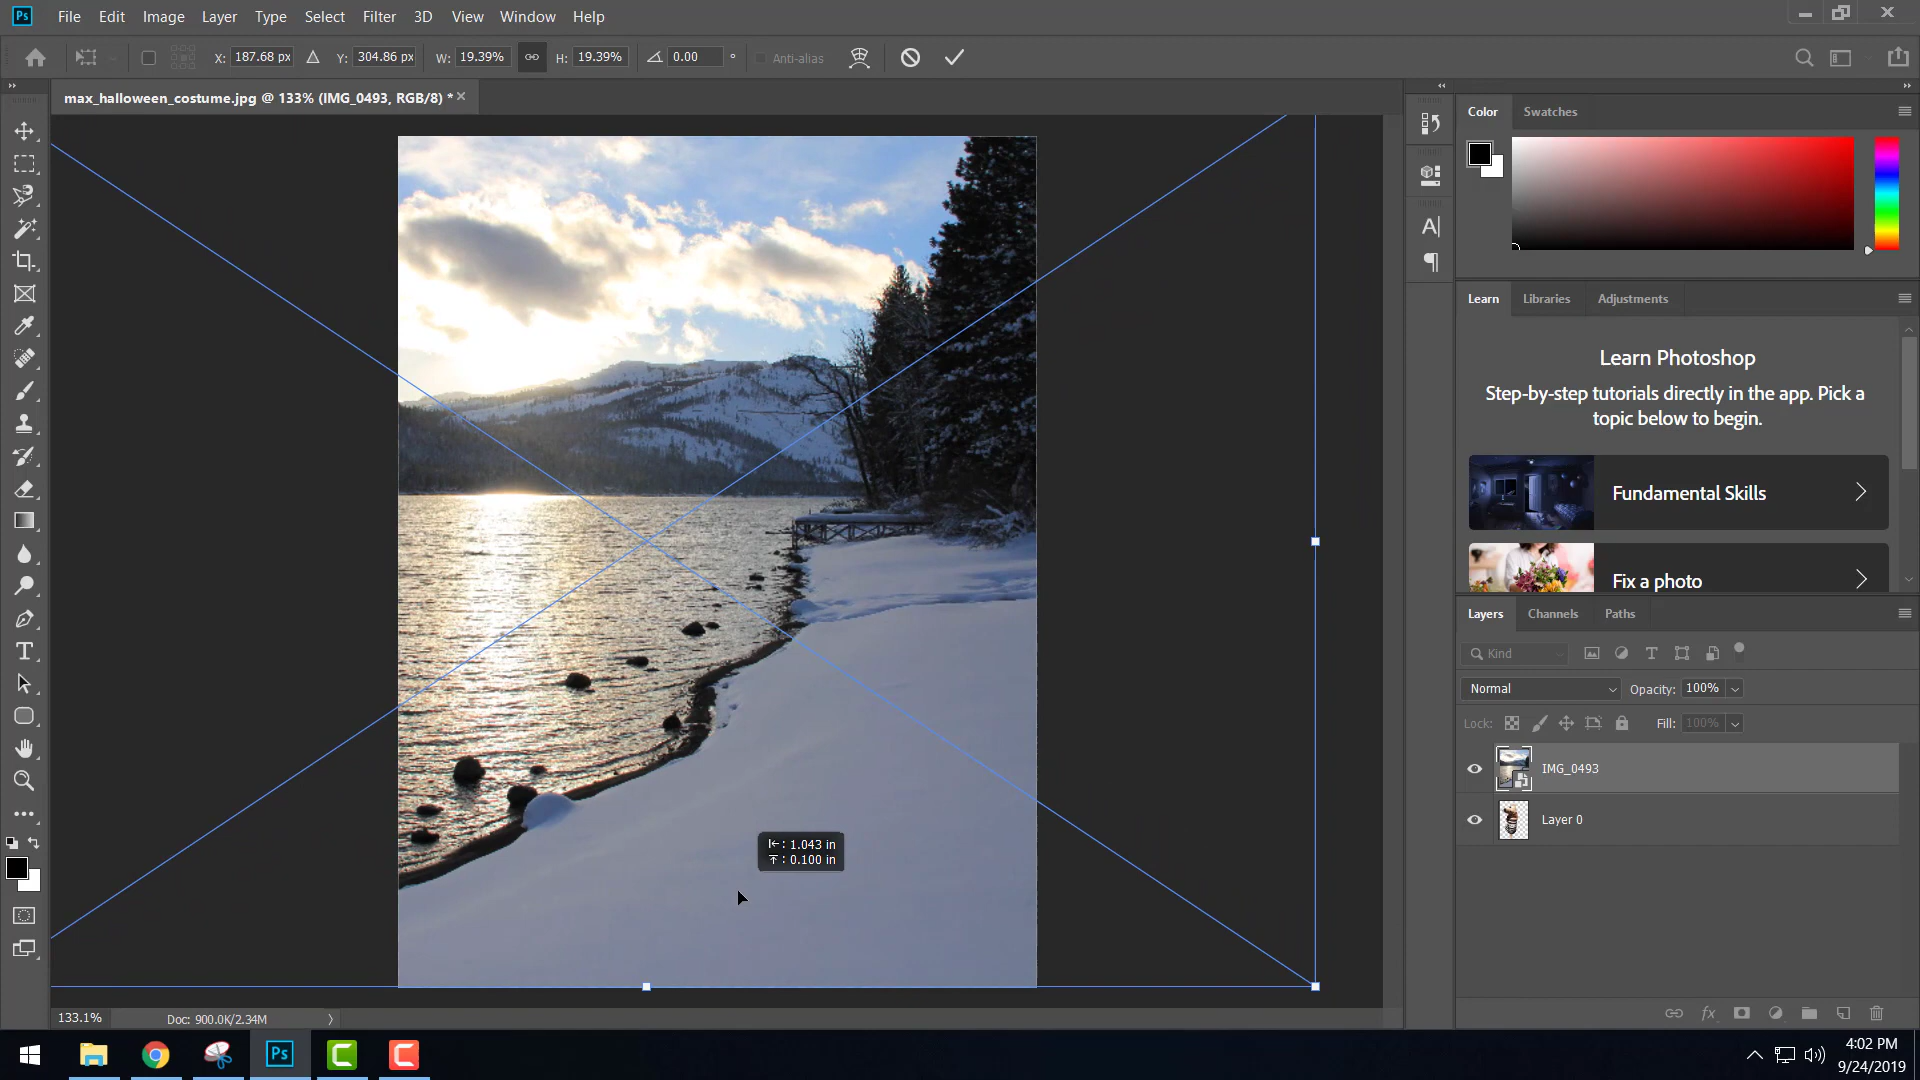 Ps File Edit Image Layer Type Select Filter 3D View Window Help
X: 187.68 px Y: 304.86 px W: 19.39% H: 19.39% 0.00 ° Anti-alias
max_halloween_costume.jpg @ 133% (IMG_0493, RGB/8) *
Color Swatches
Learn Libraries Adjustments
Learn Photoshop
Step-by-step tutorials directly in the app. Pick a
topic below to begin.
Fundamental Skills
Fix a photo
Layers Channels Paths
Kind
Normal Opacity: 100%
Lock: Fill: 100%
IMG_0493
Layer 0
: 1.043 in
: 0.100 in
133.1% Doc: 900.0K/2.34M
Ps
4:02 PM
9/24/2019